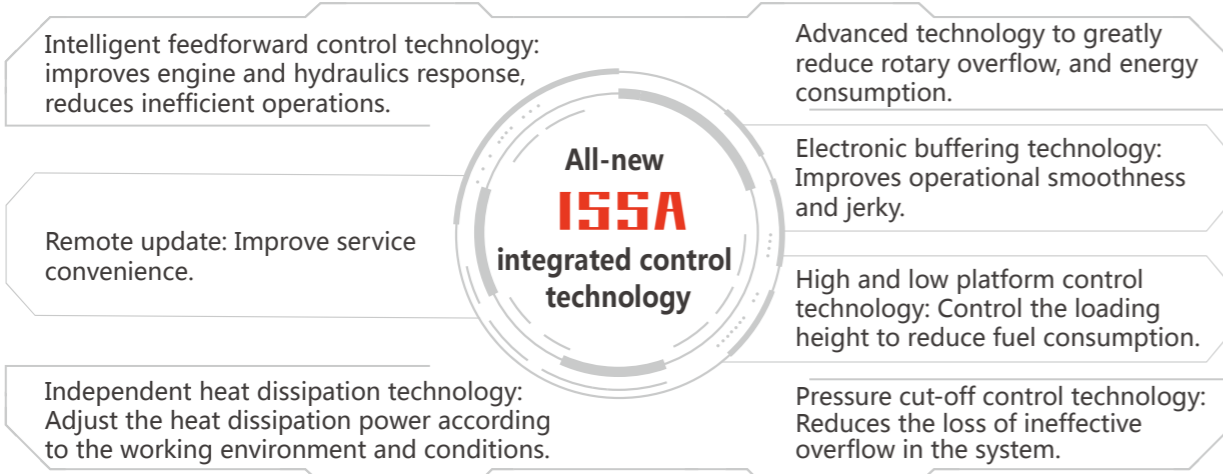 Intelligent feedforward control technology:
improves engine and hydraulics response,
reduces inefficient operations.
Remote update: Improve service
convenience.
Independent heat dissipation technology:
Adjust the heat dissipation power according
to the working environment and conditions.
All-new
ISSA
integrated control
technology
Advanced technology to greatly
reduce rotary overflow, and energy
consumption.
Electronic buffering technology:
Improves operational smoothness
and jerky.
High and low platform control
technology: Control the loading
height to reduce fuel consumption.
Pressure cut-off control technology:
Reduces the loss of ineffective
overflow in the system.